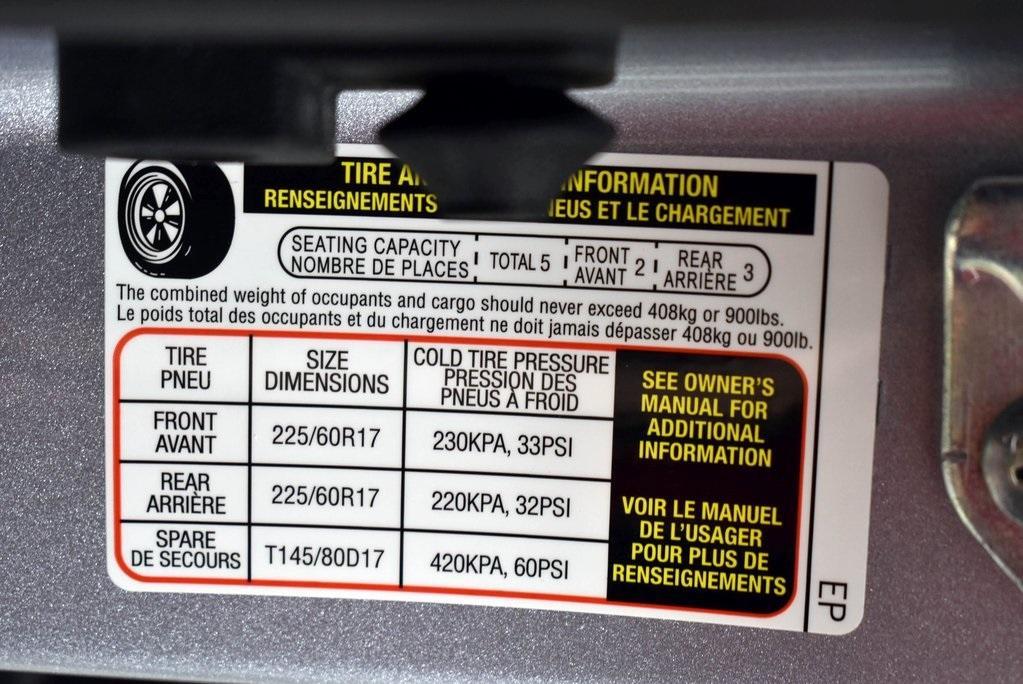 TIRE INFORMATION
RENSEIGNEMENTS ET LE CHARGEMENT
SEATING CAPACITY
NOMBRE DE PLACES
TOTAL 5
FRONT
AVANT 2
REAR
ARRIÈRE 3
The combined weight of occupants and cargo should never exceed 408kg or 900lbs.
Le poids total des occupants et du chargement ne doit jamais dépasser 408kg ou 900lb.
TIRE
PNEU
SIZE
DIMENSIONS
COLD TIRE PRESSURE
PRESSION DES
PNEUS À FROID
FRONT
AVANT
225/60R17
230KPA, 33PSI
REAR
ARRIÈRE
225/60R17
220KPA, 32PSI
SPARE
DE SECOURS
T145/80D17
420KPA, 60PSI
SEE OWNER'S
MANUAL FOR
ADDITIONAL
INFORMATION
VOIR LE MANUEL
DE L'USAGER
POUR PLUS DE
RENSEIGNEMENTS
EP